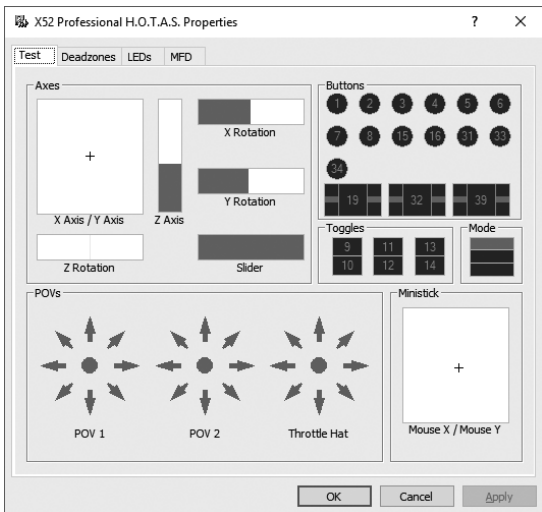 X52 Professional H.O.T.A.S. Properties ? ×
Test Deadzones LEDs MFD
Axes
X Axis / Y Axis
Z Axis
X Rotation
Y Rotation
Z Rotation
Slider
Buttons
1 2 3 4 5 6
7 8 15 16 31 33
34
19 32 39
Toggles
9 11 13
10 12 14
Mode
POVs
POV 1
POV 2
Throttle Hat
Ministick
Mouse X / Mouse Y
OK Cancel Apply